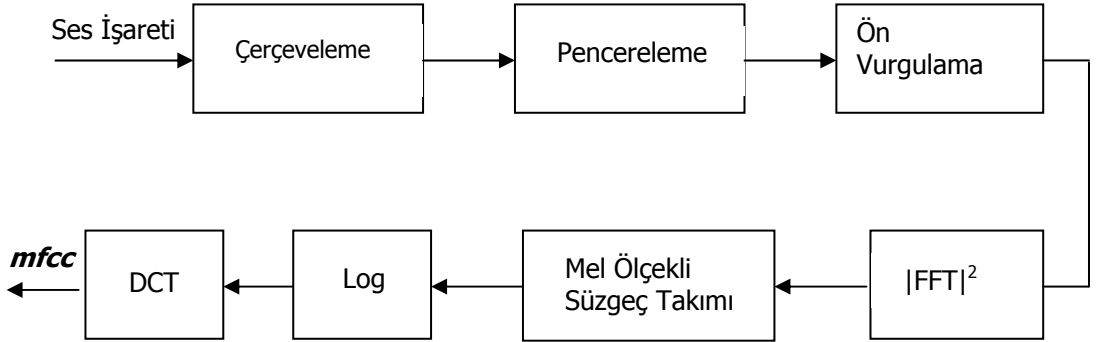 Ses İşareti
Çerçeveleme
Pencereleme
Ön
Vurgulama
mfcc
DCT
Log
Mel Ölçekli
Süzgeç Takımı
|FFT|²